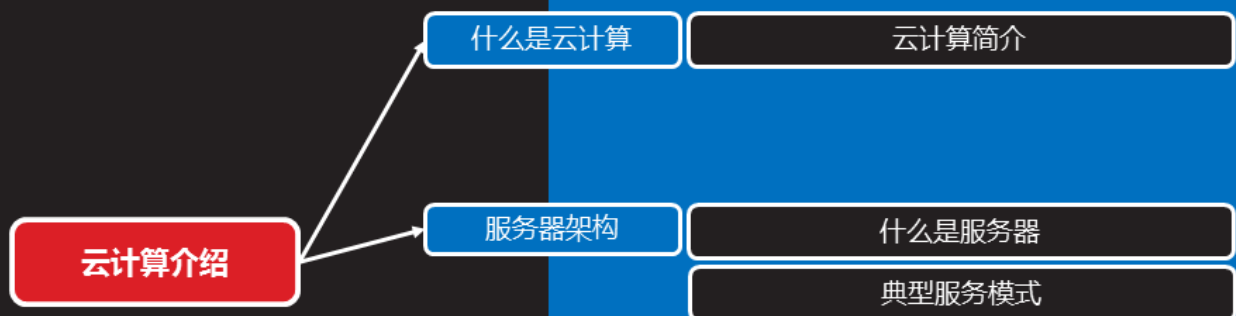 什么是云计算
云计算简介
云计算介绍
服务器架构
什么是服务器
典型服务模式